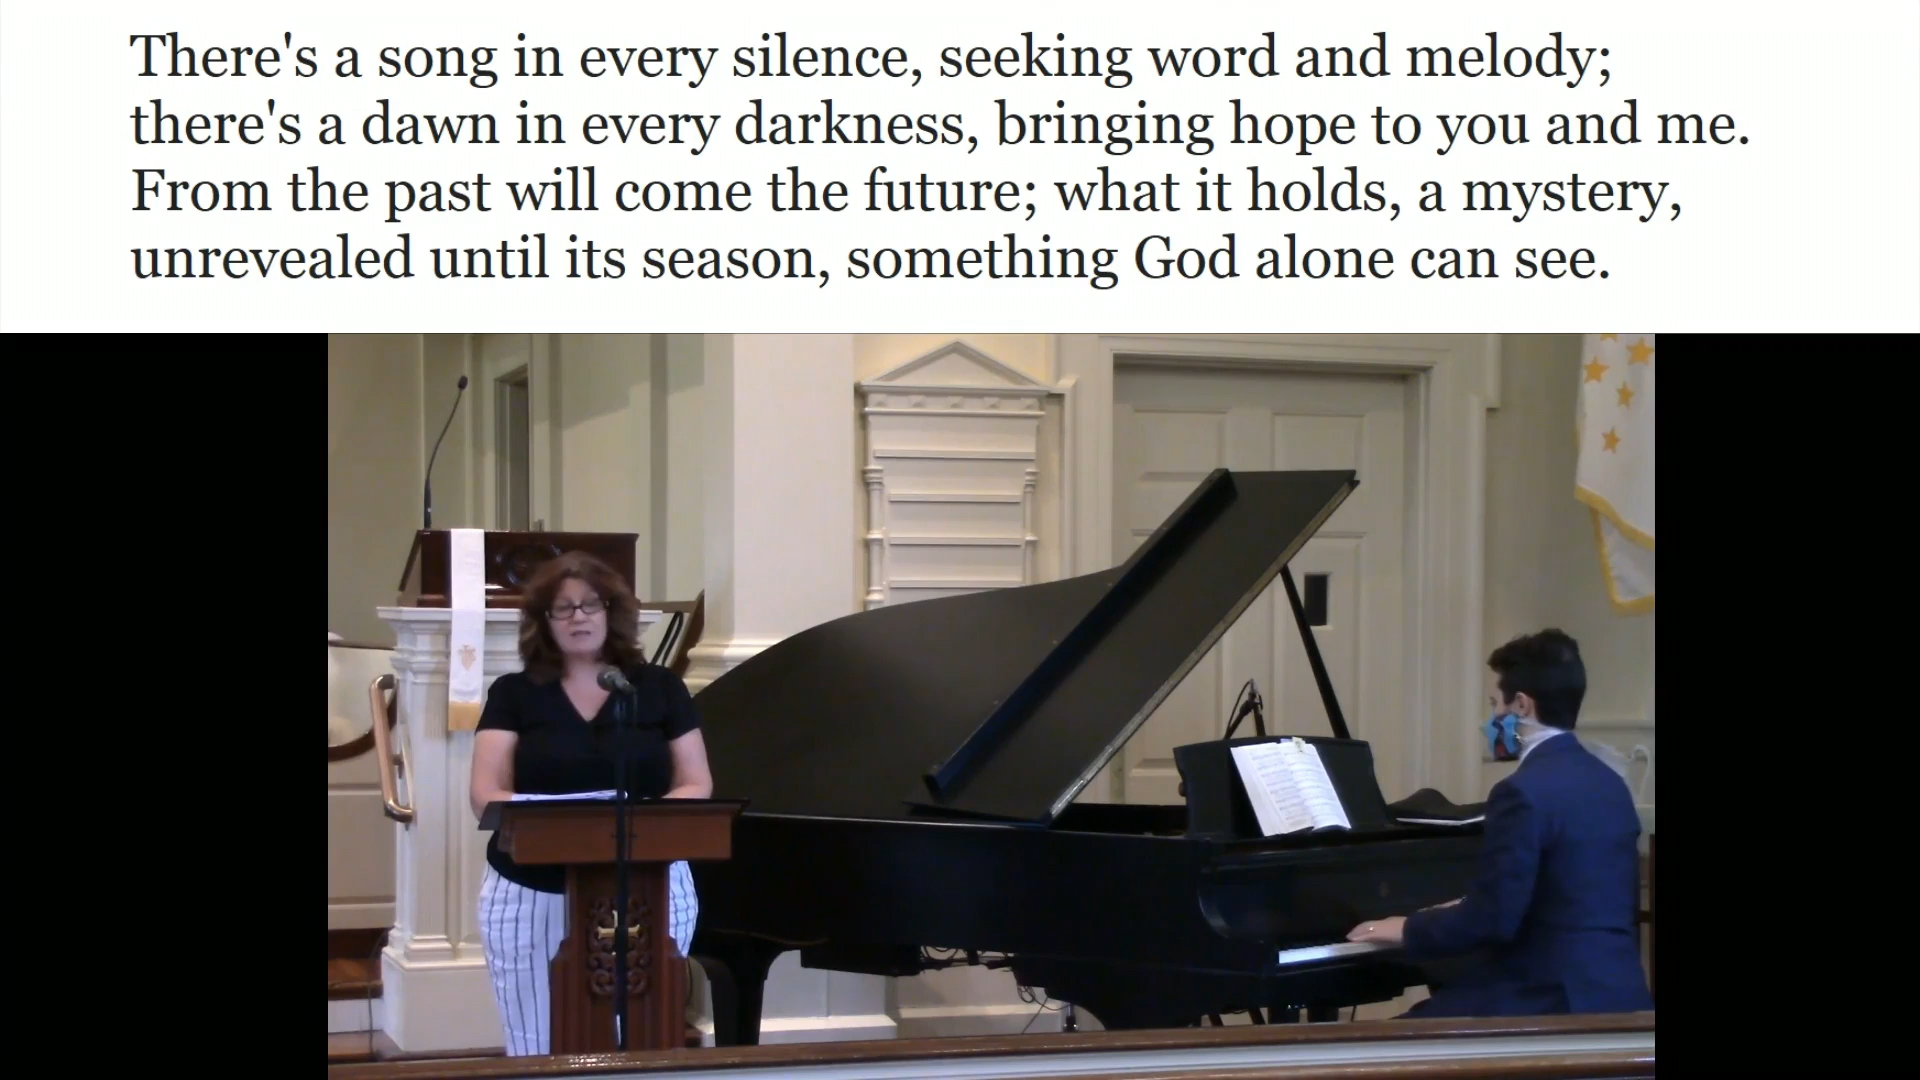 There's a song in every silence, seeking word and melody;
there's a dawn in every darkness, bringing hope to you and me.
From the past will come the future; what it holds, a mystery,
unrevealed until its season, something God alone can see.